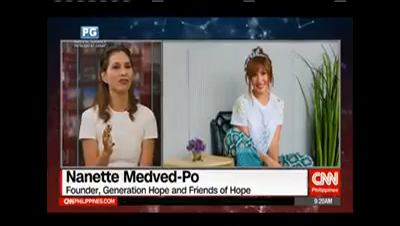 PG
Nanette Medved-Po
Founder, Generation Hope and Friends of Hope
CNN
Philippines
CNNPHILIPPINES.COM
9:20AM